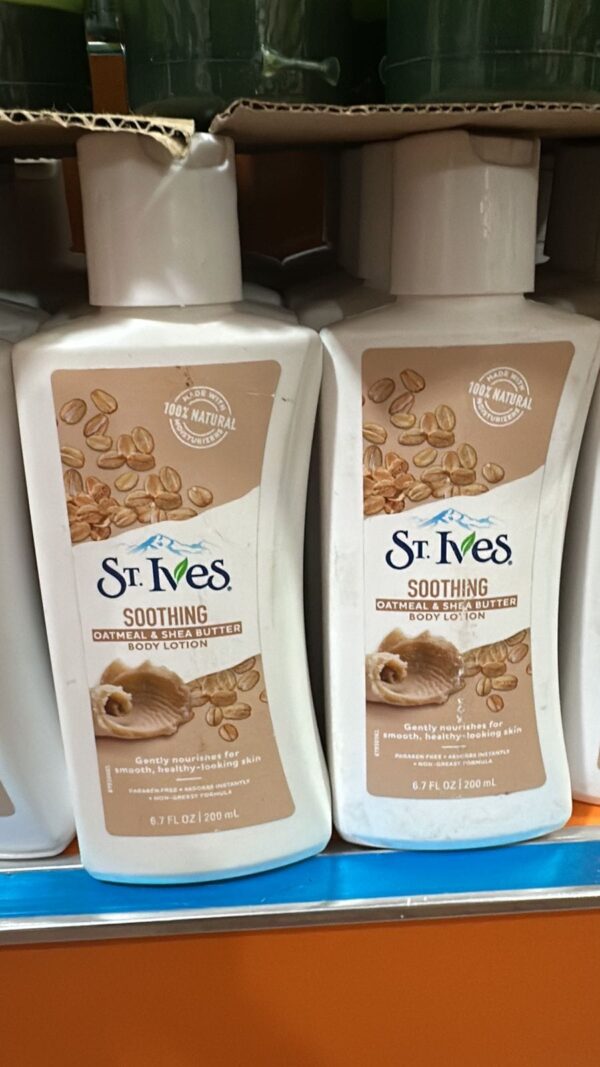 MADE WITH
100% NATURAL
MOISTURIZERS
ST. IVES.
SOOTHING
OATMEAL & SHEA BUTTER
BODY LOTION
Gently nourishes for
smooth, healthy-looking skin
PARABEN FREE • ABSORBS INSTANTLY
• NON-GREASY FORMULA
6.7 FL OZ | 200 mL
MADE WITH
100% NATURAL
MOISTURIZERS
ST. IVES.
SOOTHING
OATMEAL & SHEA BUTTER
BODY LOTION
Gently nourishes for
smooth, healthy-looking skin
PARABEN FREE • ABSORBS INSTANTLY
• NON-GREASY FORMULA
6.7 FL OZ | 200 mL